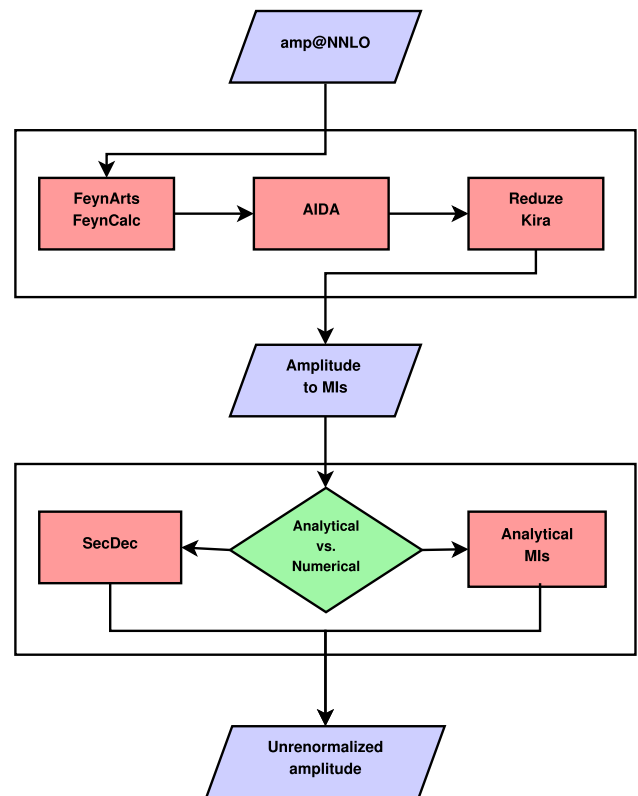 amp@NNLO
FeynArts
FeynCalc
AIDA
Reduze
Kira
Amplitude
to MIs
SecDec
Analytical
vs.
Numerical
Analytical
MIs
Unrenormalized
amplitude